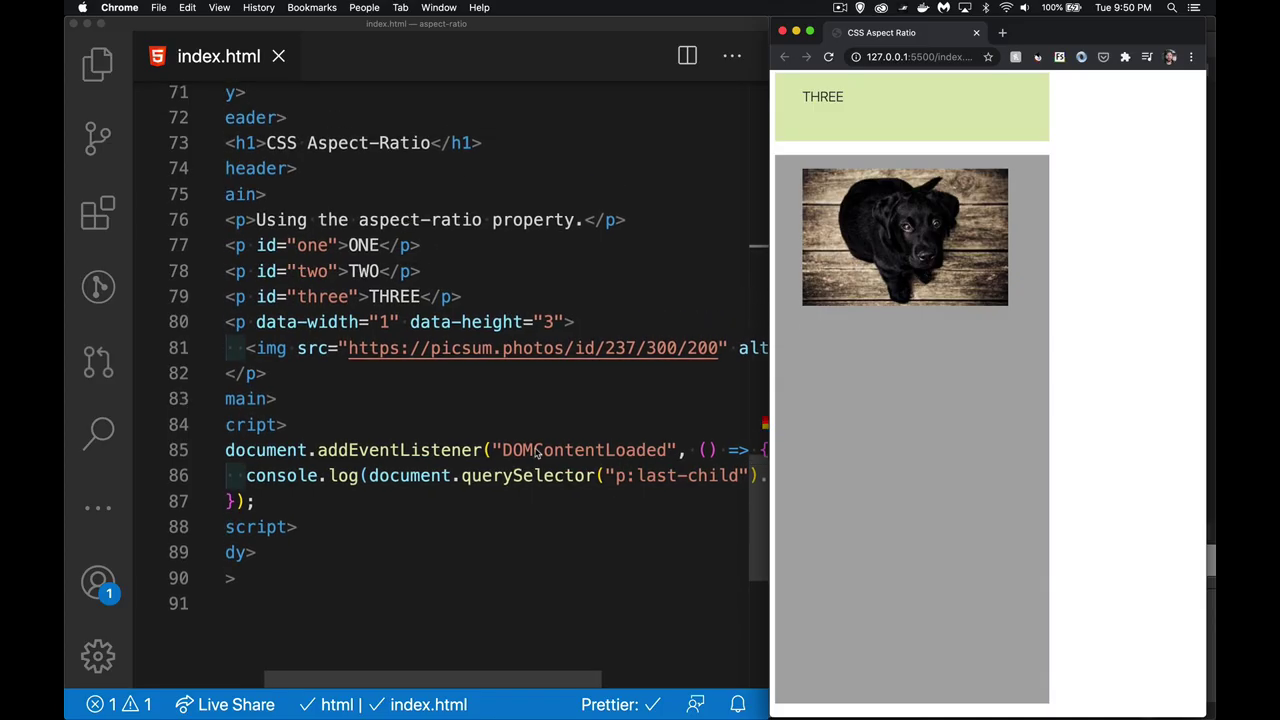 Chrome File Edit View History Bookmarks People Tab Window Help
100% Tue 9:50 PM
index.html — aspect-ratio
index.html
71 y>
72 eader>
73 <h1>CSS Aspect-Ratio</h1>
74 header>
75 ain>
76 <p>Using the aspect-ratio property.</p>
77 <p id="one">ONE</p>
78 <p id="two">TWO</p>
79 <p id="three">THREE</p>
80 <p data-width="1" data-height="3">
81 <img src="https://picsum.photos/id/237/300/200" alt
82 </p>
83 main>
84 cript>
85 document.addEventListener("DOMContentLoaded", () => {
86 console.log(document.querySelector("p:last-child").
87 });
88 script>
89 dy>
90 >
91
1
1 1 Live Share html | index.html Prettier:
CSS Aspect Ratio
127.0.0.1:5500/index....
THREE